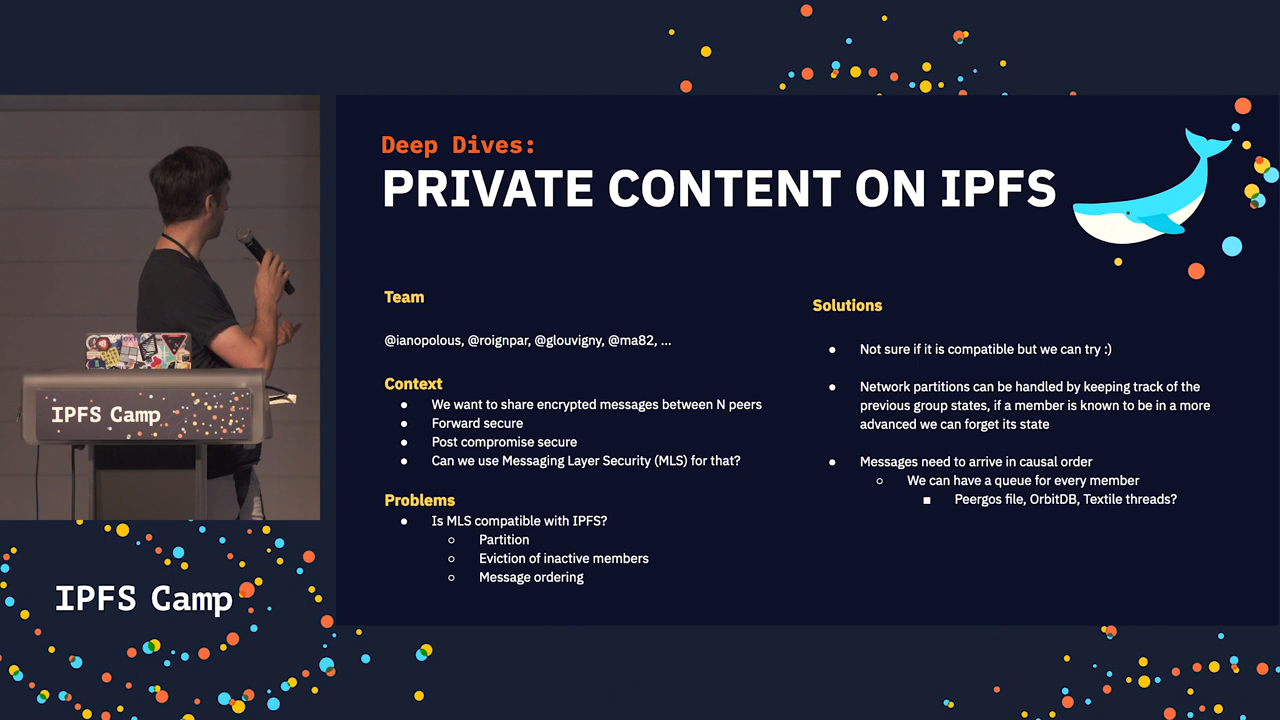 Deep Dives:
PRIVATE CONTENT ON IPFS
Team
@ianopolous, @roignpar, @glouvigny, @ma82, ...
Context
● We want to share encrypted messages between N peers
● Forward secure
● Post compromise secure
● Can we use Messaging Layer Security (MLS) for that?
Problems
● Is MLS compatible with IPFS?
○ Partition
○ Eviction of inactive members
○ Message ordering
Solutions
● Not sure if it is compatible but we can try :)
● Network partitions can be handled by keeping track of the
previous group states, if a member is known to be in a more
advanced we can forget its state
● Messages need to arrive in causal order
○ We can have a queue for every member
■ Peergos file, OrbitDB, Textile threads?
IPFS Camp
IPFS Camp